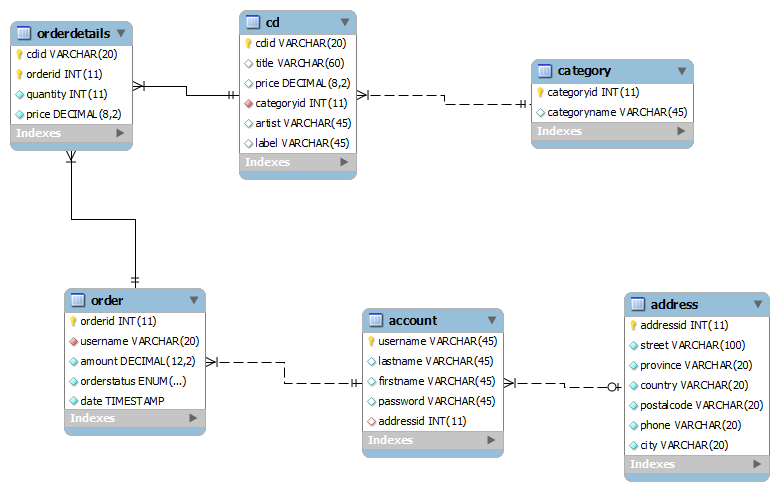 orderdetails
cdid VARCHAR(20)
orderid INT(11)
quantity INT(11)
price DECIMAL(8,2)
Indexes
cd
cdid VARCHAR(20)
title VARCHAR(60)
price DECIMAL(8,2)
categoryid INT(11)
artist VARCHAR(45)
label VARCHAR(45)
Indexes
category
categoryid INT(11)
categoryname VARCHAR(45)
Indexes
order
orderid INT(11)
username VARCHAR(20)
amount DECIMAL(12,2)
orderstatus ENUM(...)
date TIMESTAMP
Indexes
account
username VARCHAR(45)
lastname VARCHAR(45)
firstname VARCHAR(45)
password VARCHAR(45)
addressid INT(11)
Indexes
address
addressid INT(11)
street VARCHAR(100)
province VARCHAR(20)
country VARCHAR(20)
postalcode VARCHAR(20)
phone VARCHAR(20)
city VARCHAR(20)
Indexes